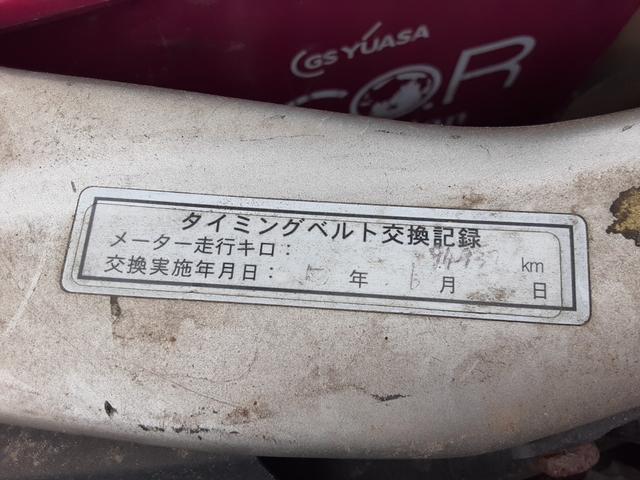 GS YUASA
タイミングベルト交換記録
メーター走行キロ： km
交換実施年月日： 年 6月 日